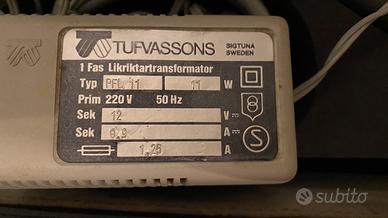 TUFVASSONS
SIGTUNA
SWEDEN
1 Fas Likriktartransformator
Typ PFL 11 11 W
Prim 220 V 50 Hz
Sek 12 V
Sek 0,9 A
1,25 A
S
subito